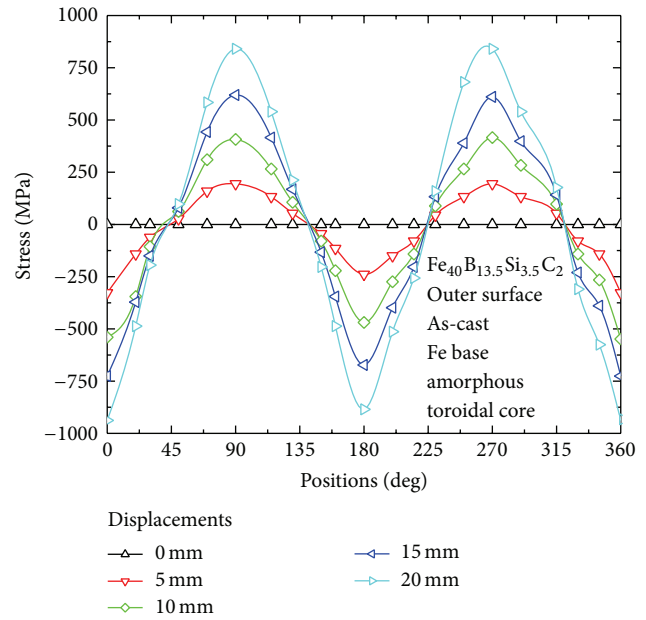 1000
750
500
250
0
−250
−500
−750
−1000
Stress (MPa)
Fe₄₀B₁₃.₅Si₃.₅C₂
Outer surface
As-cast
Fe base
amorphous
toroidal core
0 45 90 135 180 225 270 315 360
Positions (deg)
Displacements
0 mm
5 mm
10 mm
15 mm
20 mm